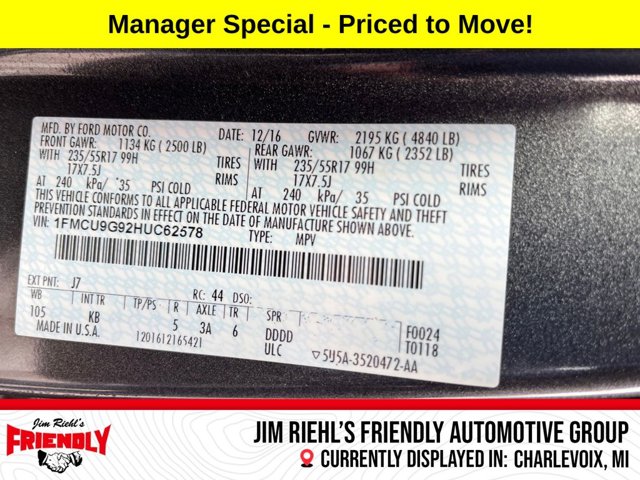 Manager Special - Priced to Move!
MFD. BY FORD MOTOR CO.
DATE: 12/16 GVWR: 2195 KG ( 4840 LB)
FRONT GAWR: 1134 KG ( 2500 LB)
REAR GAWR: 1067 KG ( 2352 LB)
WITH 235/55R17 99H TIRES
WITH 235/55R17 99H TIRES
17X7.5J RIMS
17X7.5J RIMS
AT 240 kPa/ 35 PSI COLD
AT 240 kPa/ 35 PSI COLD
THIS VEHICLE CONFORMS TO ALL APPLICABLE FEDERAL MOTOR VEHICLE SAFETY AND THEFT
PREVENTION STANDARDS IN EFFECT ON THE DATE OF MANUFACTURE SHOWN ABOVE.
VIN: 1FMCU9G92HUC62578
TYPE: MPV
EXT PNT: J7 RC: 44 DSO:
WB INT TR TP/PS R AXLE TR SPR
105 KB 5 3A 6 DDDD F0024
MADE IN U.S.A. 1201612165421 ULC T0118
▽5U5A-3520472-AA
Jim Riehl's
FRIENDLY
JIM RIEHL'S FRIENDLY AUTOMOTIVE GROUP
CURRENTLY DISPLAYED IN: CHARLEVOIX, MI